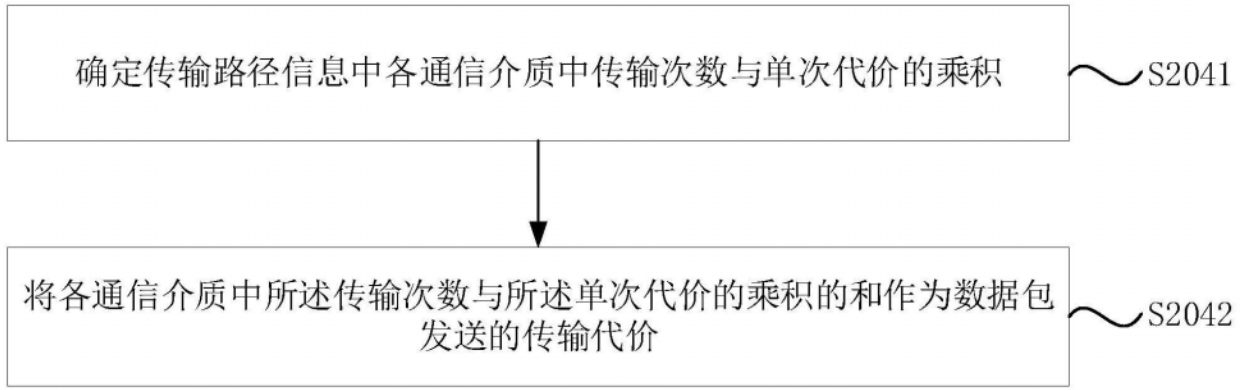 确定传输路径信息中各通信介质中传输次数与单次代价的乘积
S2041
将各通信介质中所述传输次数与所述单次代价的乘积的和作为数据包
发送的传输代价
S2042